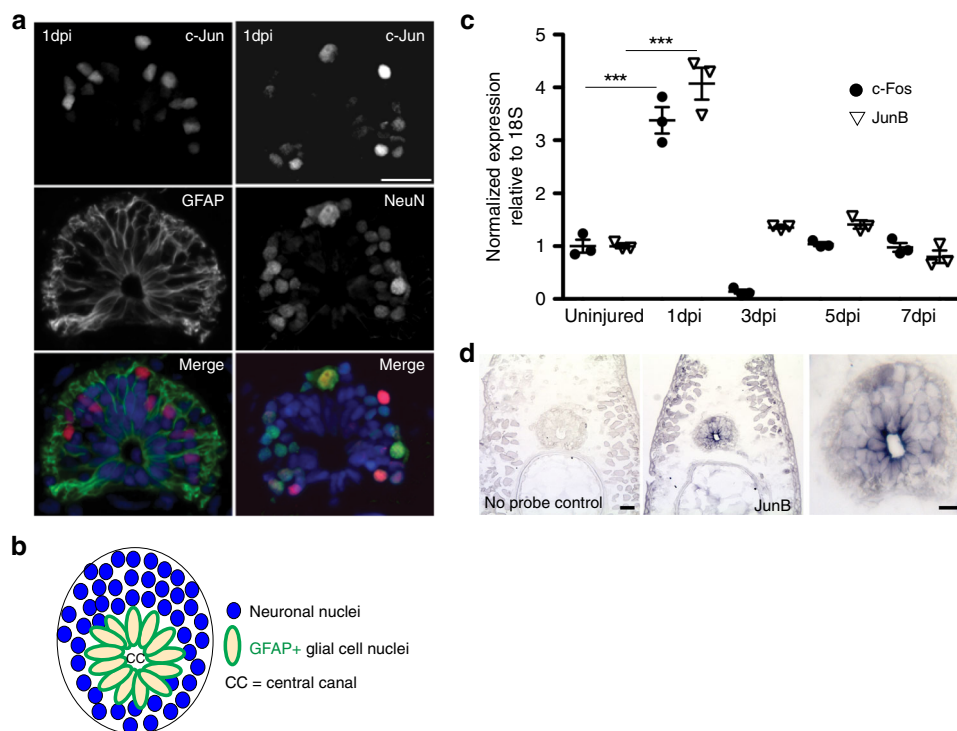 a
1dpi c-Jun
1dpi c-Jun
GFAP
NeuN
Merge
Merge
b
CC
Neuronal nuclei
GFAP+ glial cell nuclei
CC = central canal
c
Normalized expression
relative to 18S
5
4
3
2
1
0
***
***
c-Fos
JunB
Uninjured 1dpi 3dpi 5dpi 7dpi
d
No probe control
JunB